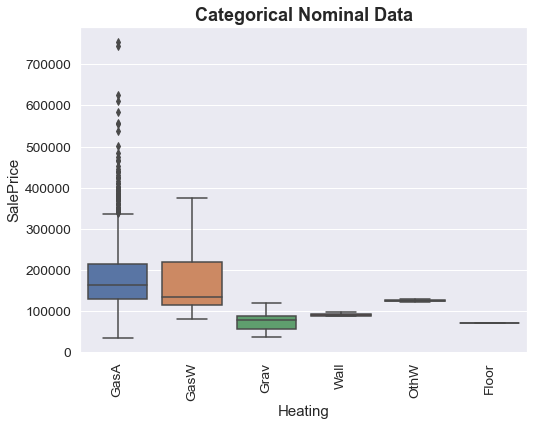 Categorical Nominal Data
700000
600000
500000
400000
300000
200000
100000
0
SalePrice
GasA
GasW
Grav
Wall
OthW
Floor
Heating